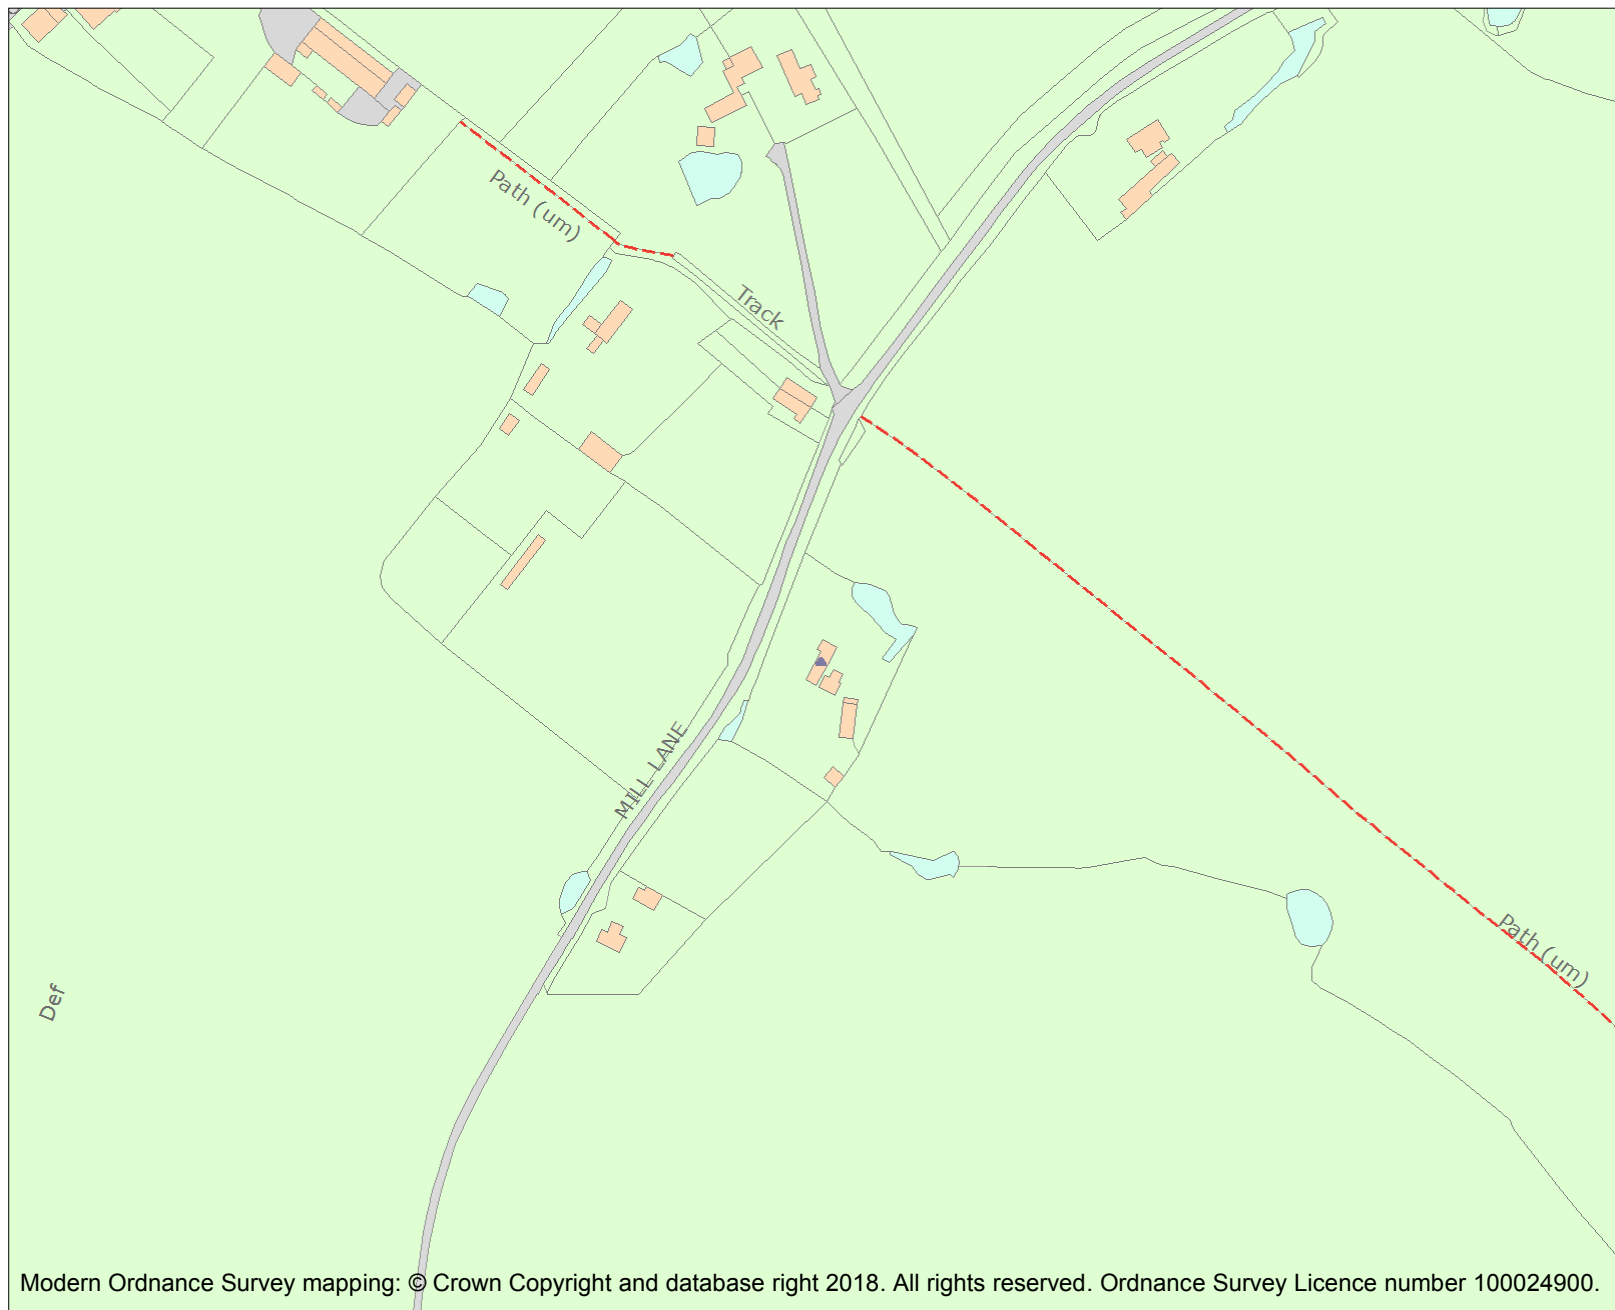 Path (um)
Track
MILL LANE
Path (um)
Def
Modern Ordnance Survey mapping: © Crown Copyright and database right 2018. All rights reserved. Ordnance Survey Licence number 100024900.